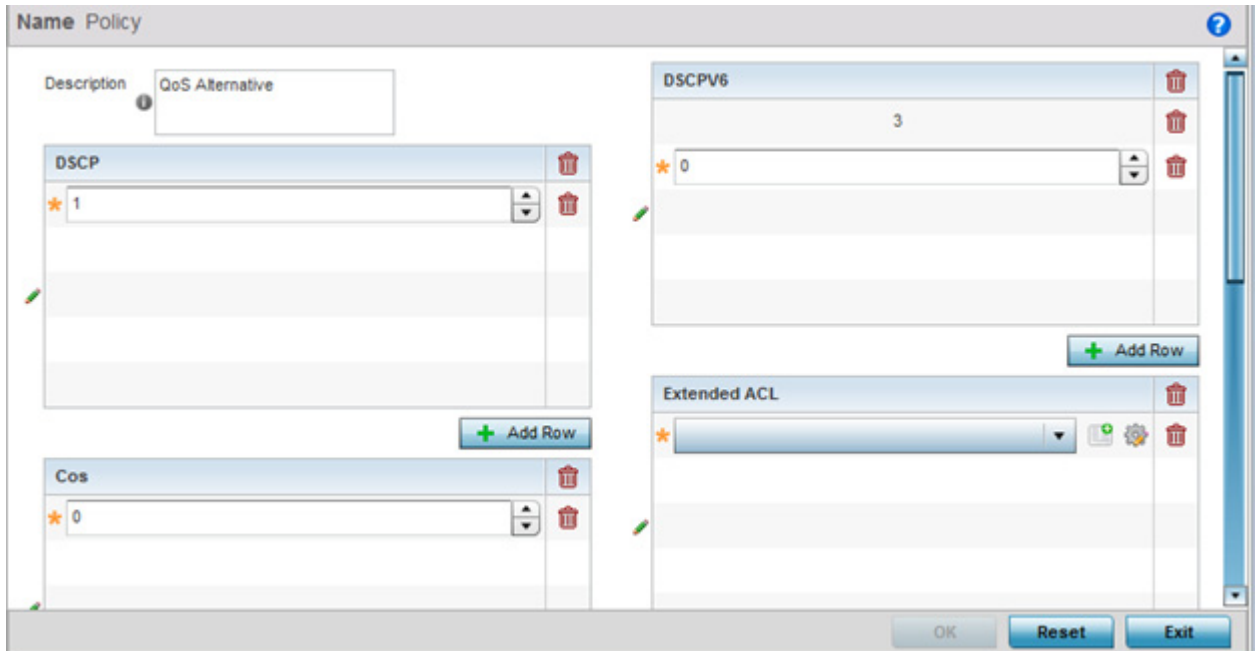 Name Policy
?
Description
QoS Alternative
DSCP
1
+ Add Row
Cos
0
DSCPV6
3
0
+ Add Row
Extended ACL
OK
Reset
Exit